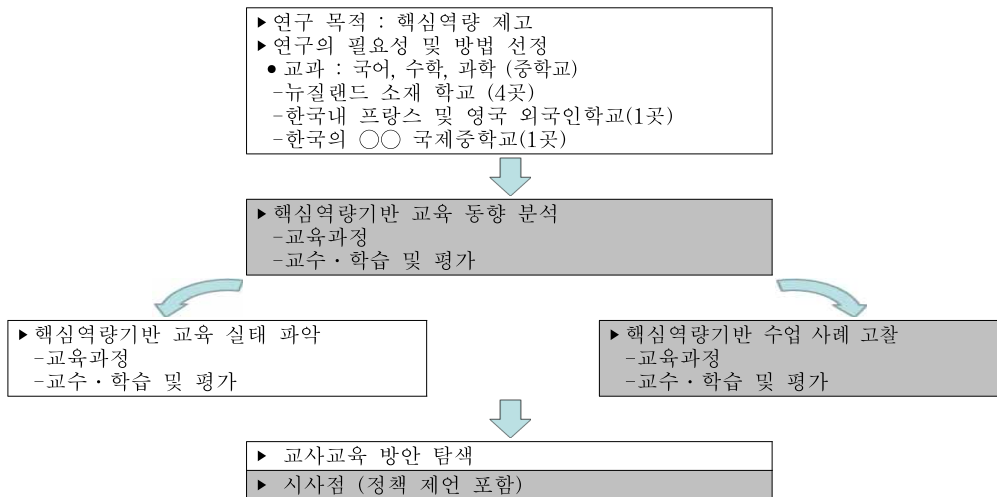 ▶연구 목적 : 핵심역량 제고
▶연구의 필요성 및 방법 선정
●교과 : 국어, 수학, 과학 (중학교)
-뉴질랜드 소재 학교 (4곳)
-한국내 프랑스 및 영국 외국인학교(1곳)
-한국의 ○○ 국제중학교(1곳)
▶핵심역량기반 교육 동향 분석
-교육과정
-교수·학습 및 평가
▶핵심역량기반 교육 실태 파악
-교육과정
-교수·학습 및 평가
▶핵심역량기반 수업 사례 고찰
-교육과정
-교수·학습 및 평가
▶ 교사교육 방안 탐색
▶ 시사점 (정책 제언 포함)